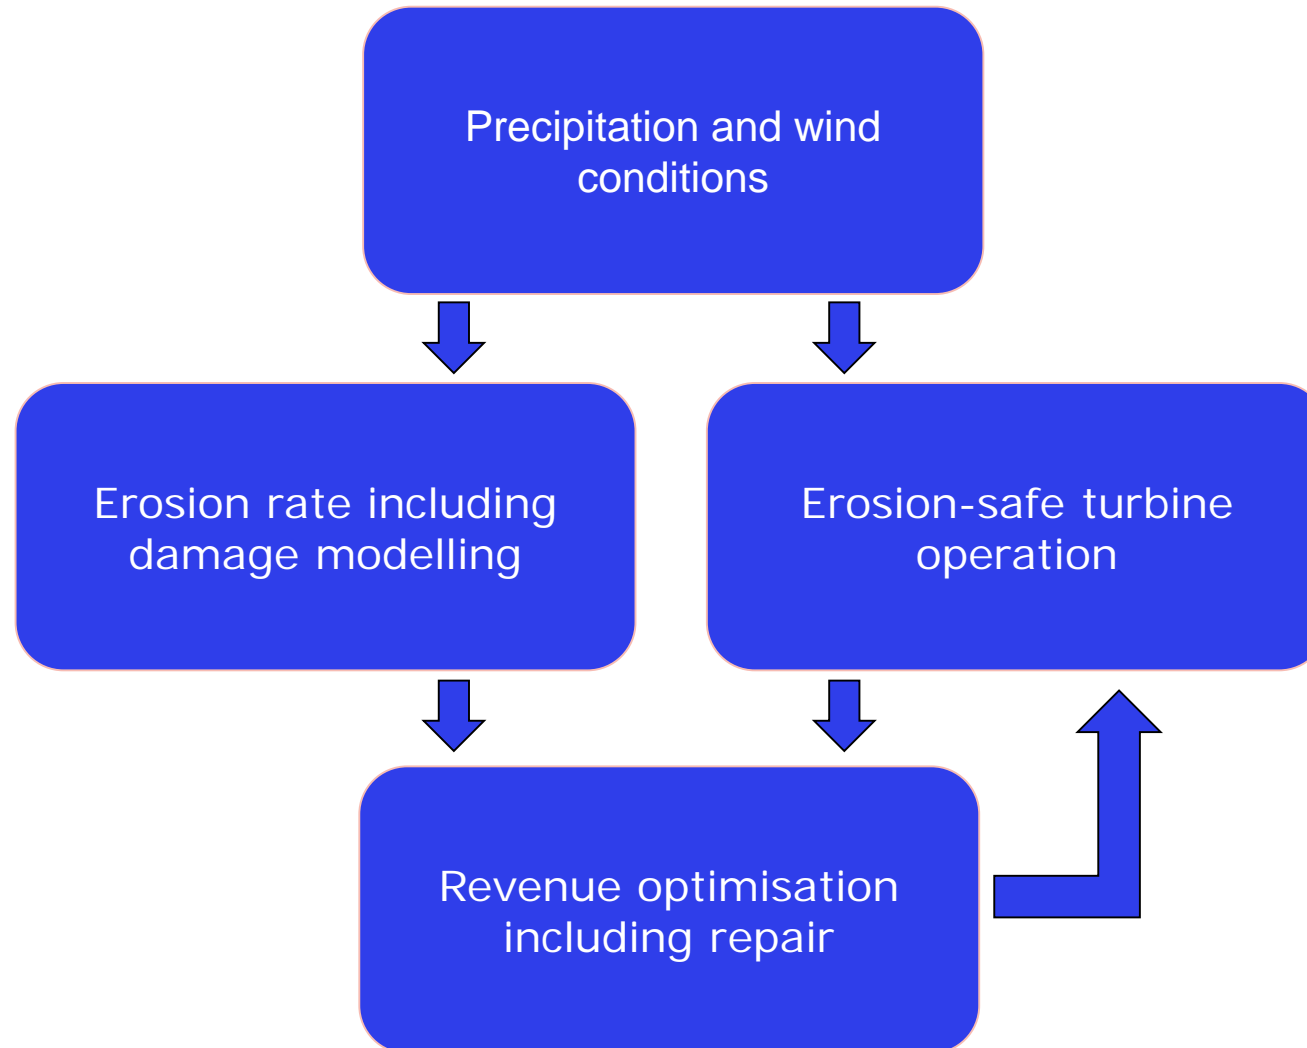 Precipitation and wind
conditions
Erosion rate including
damage modelling
Erosion-safe turbine
operation
Revenue optimisation
including repair